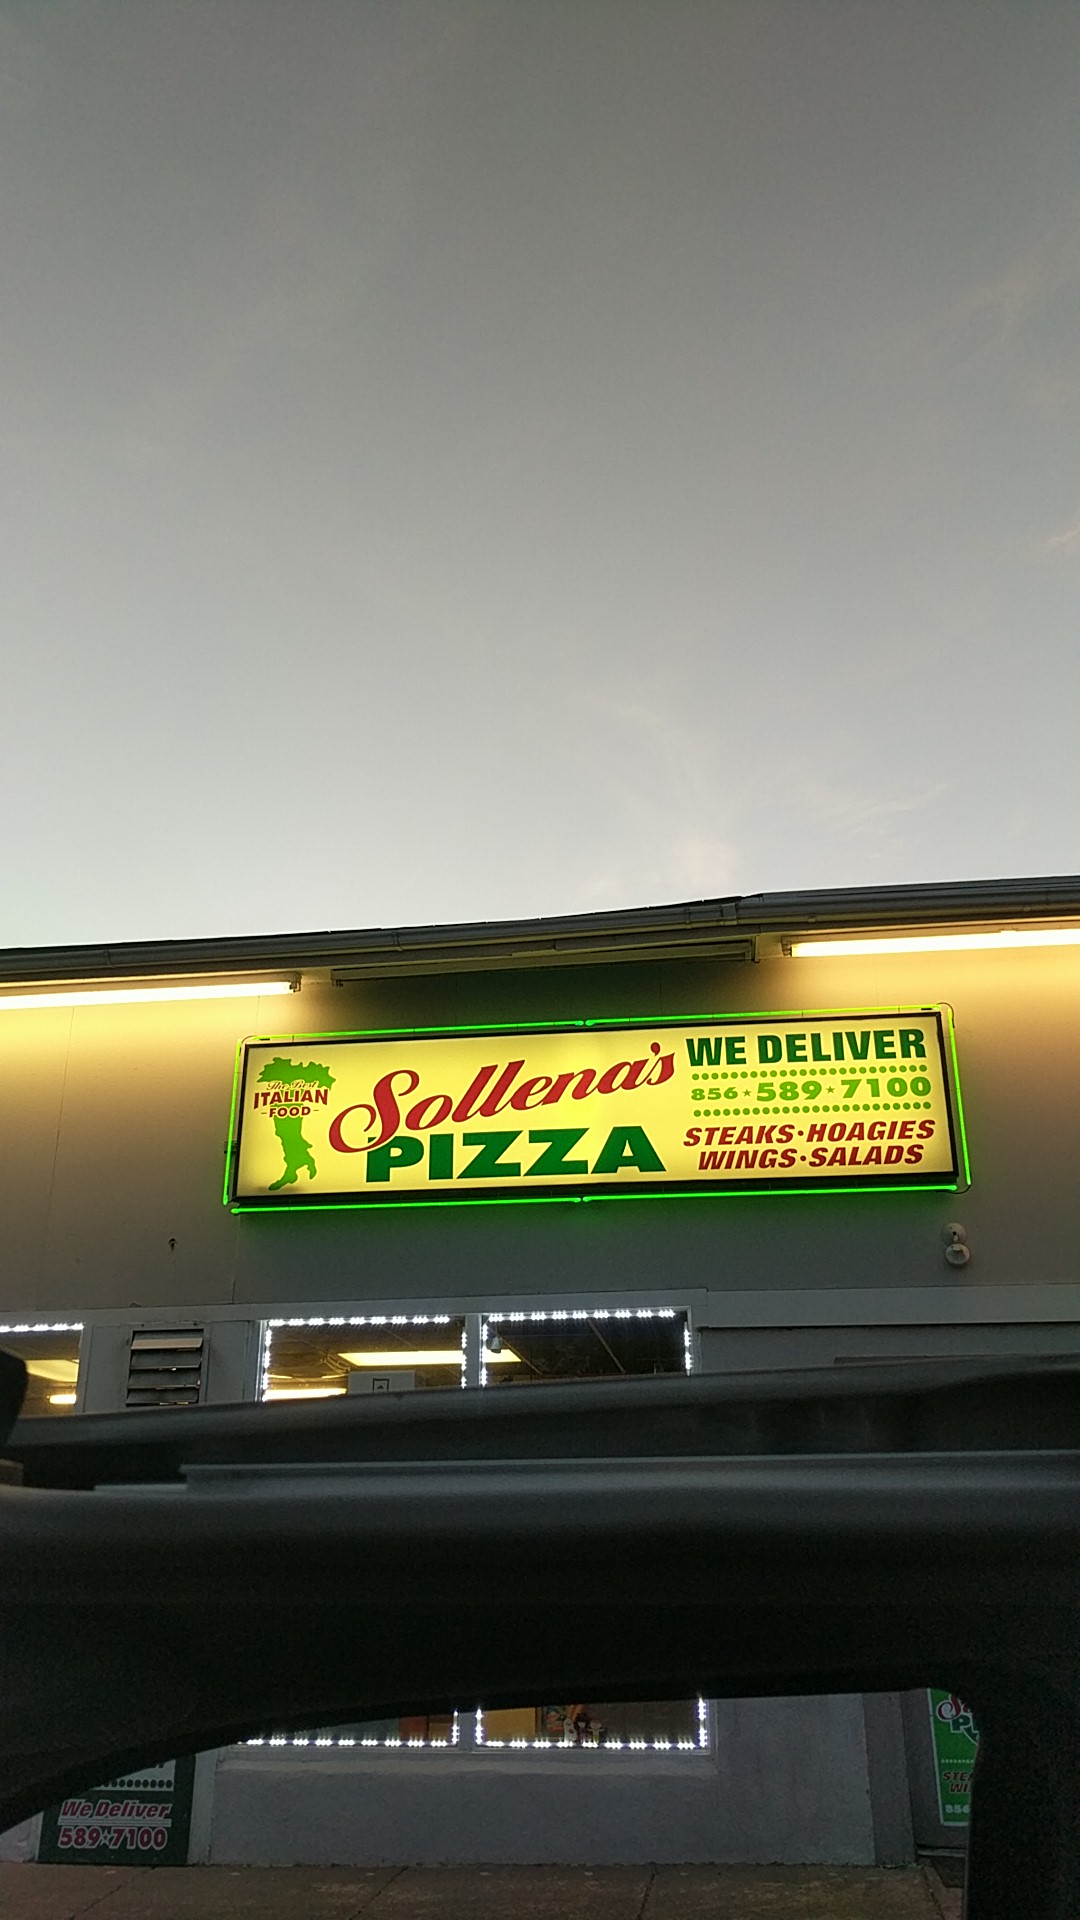 The Best
ITALIAN
-FOOD-
Sollena's
PIZZA
WE DELIVER
856★589★7100
STEAKS·HOAGIES
WINGS·SALADS
We Deliver
589★7100
856